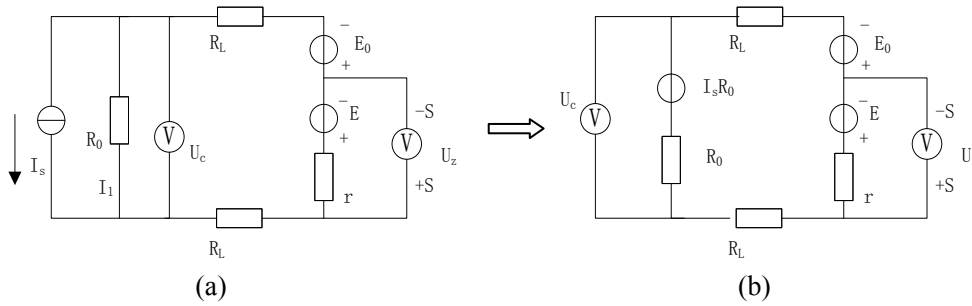 R_L
− E_0
+
− E
+
V
−S
U_z
+S
R_0
V
U_c
I_s
I_1
r
R_L
(a)
R_L
− E_0
+
U_c
V
I_sR_0
− E
+
−S
V
U
+S
R_0
r
R_L
(b)